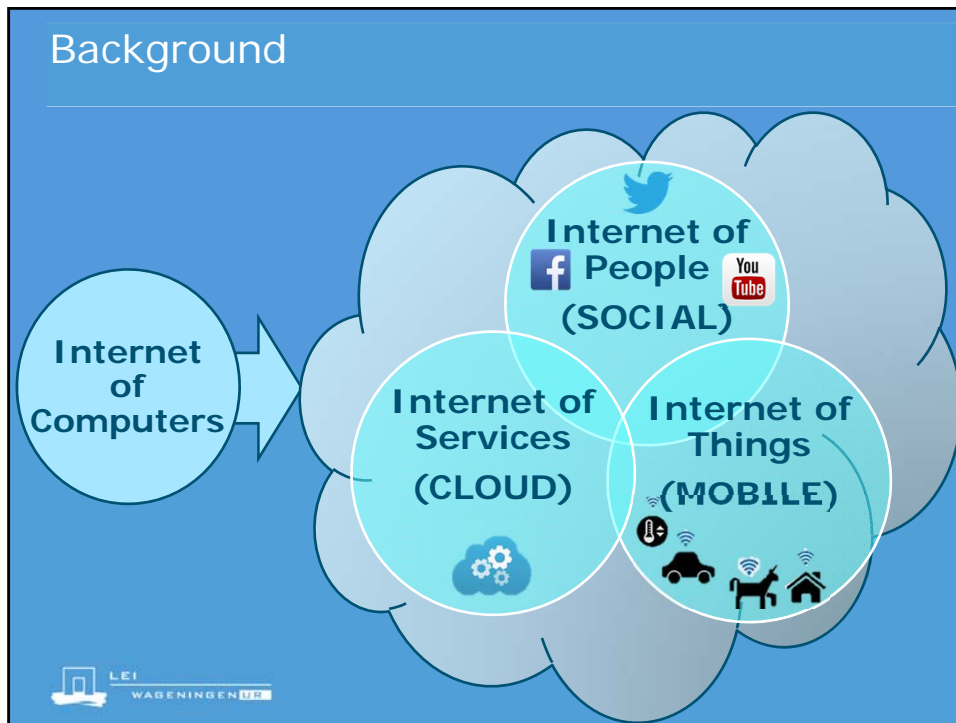 Background
Internet
of
Computers
Internet of
People
(SOCIAL)
You
Tube
f
Internet of
Services
(CLOUD)
Internet of
Things
(MOBILE)
LEI
WAGENINGEN UR